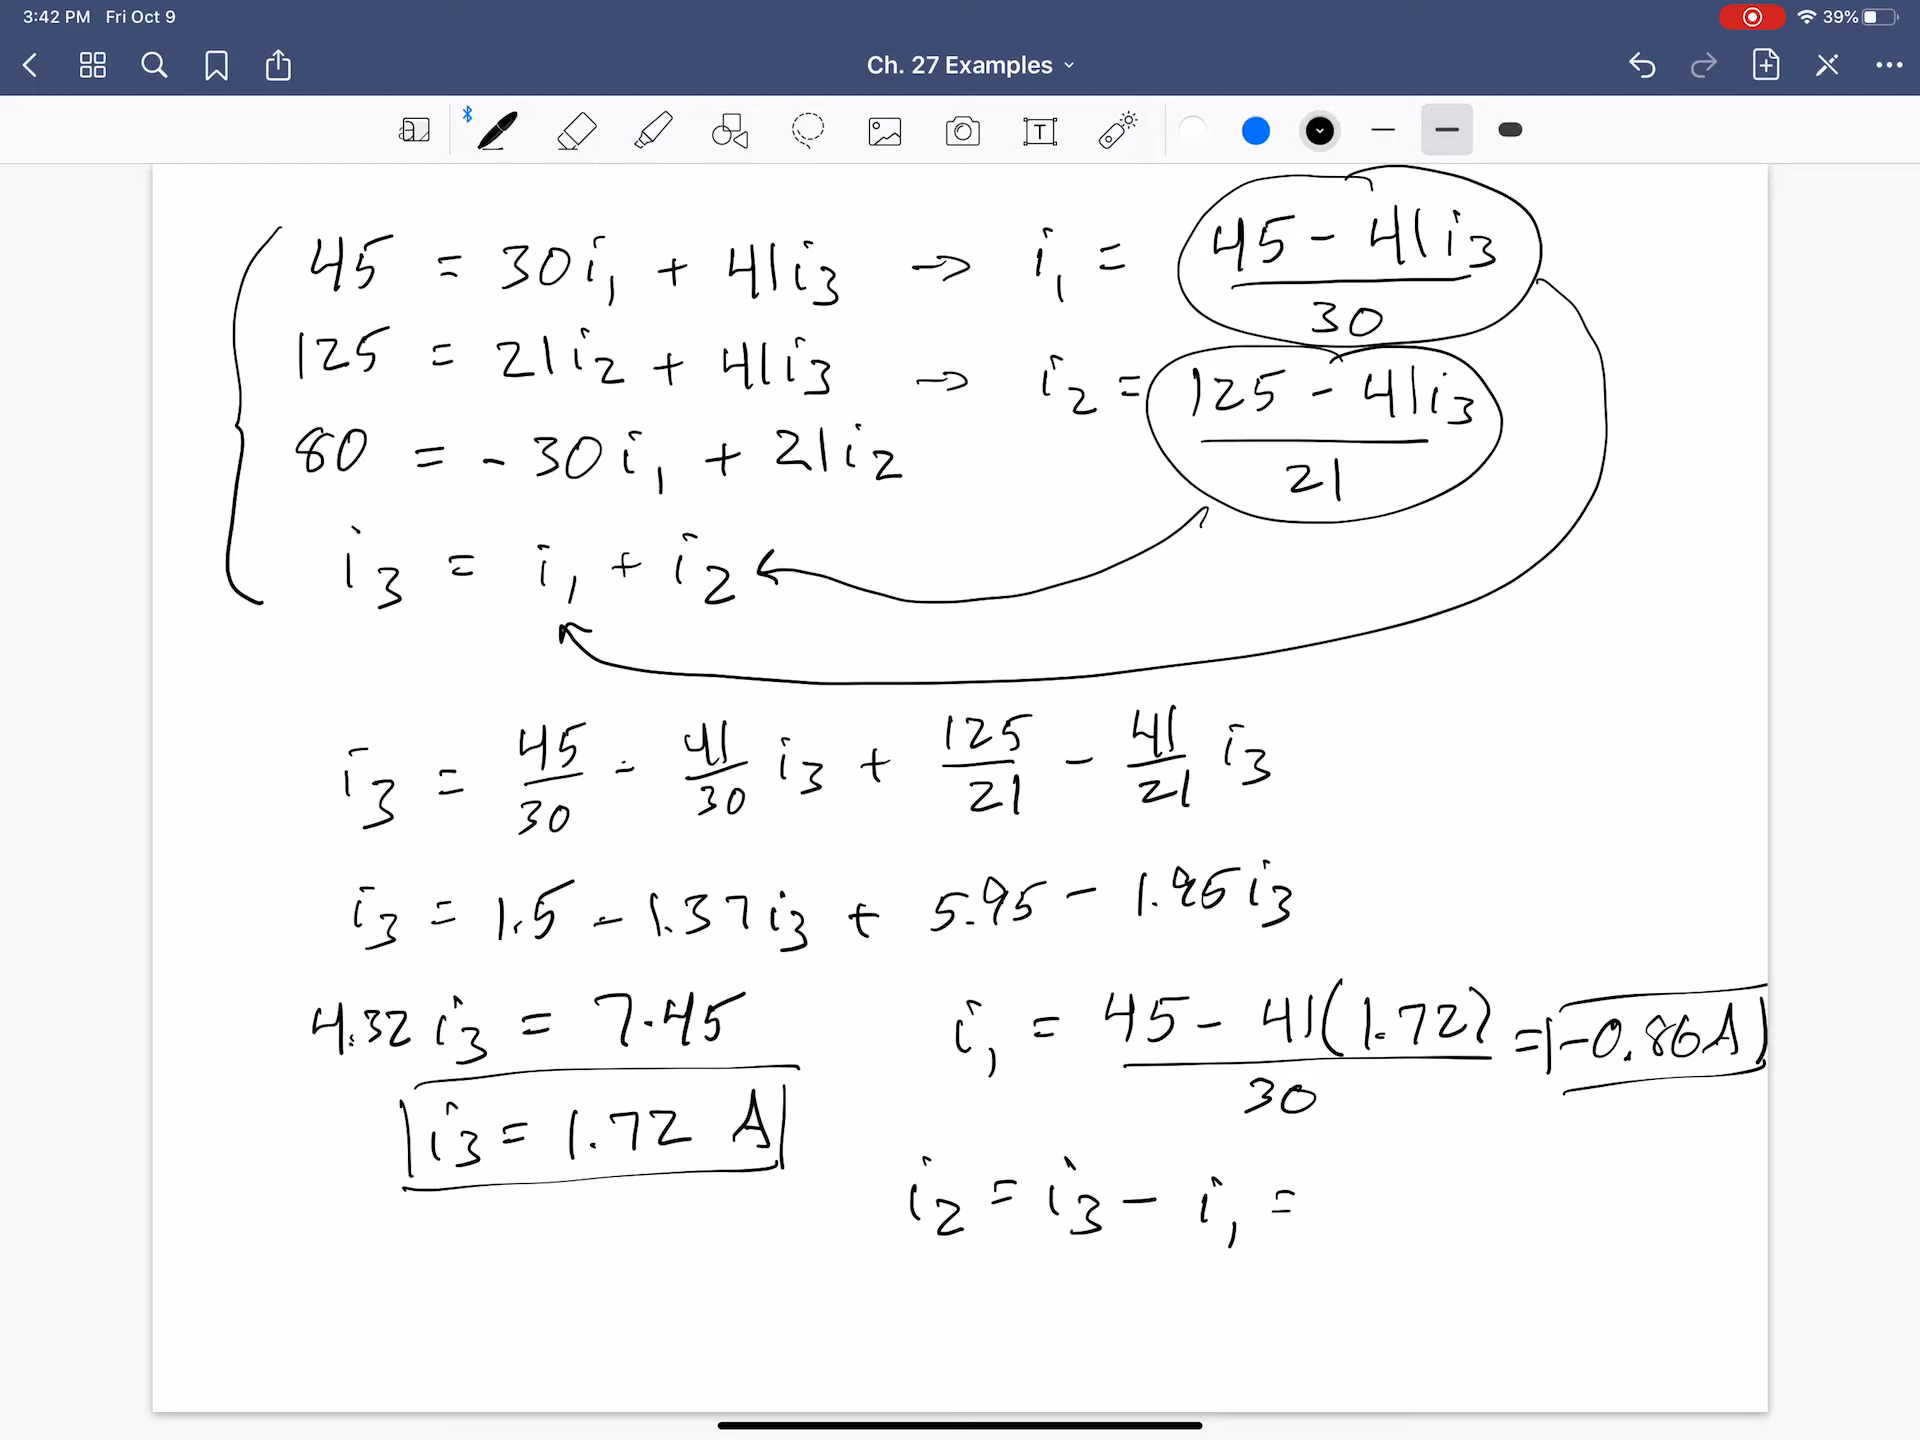 3:42 PM Fri Oct 9 39%
Ch. 27 Examples
45 = 30i₁ + 41i₃ → i₁ = (45 - 41i₃)/30
125 = 21i₂ + 41i₃ → i₂ = (125 - 41i₃)/21
80 = -30i₁ + 21i₂
i₃ = i₁ + i₂
i₃ = 45/30 - 41/30 i₃ + 125/21 - 41/21 i₃
i₃ = 1.5 - 1.37i₃ + 5.95 - 1.95i₃
4.32i₃ = 7.45
i₃ = 1.72 A
i₁ = (45 - 41(1.72))/30 = -0.86A
i₂ = i₃ - i₁ =